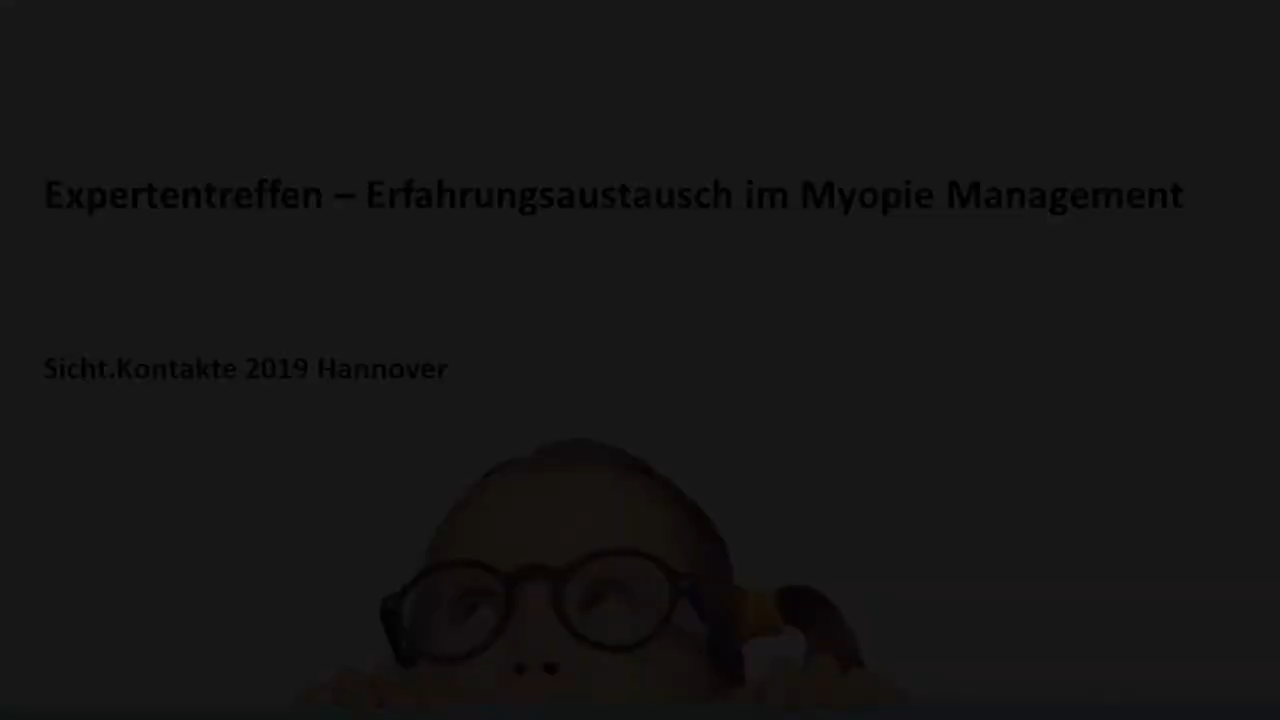 Expertentreffen – Erfahrungsaustausch im Myopie Management
Sicht.Kontakte 2019 Hannover